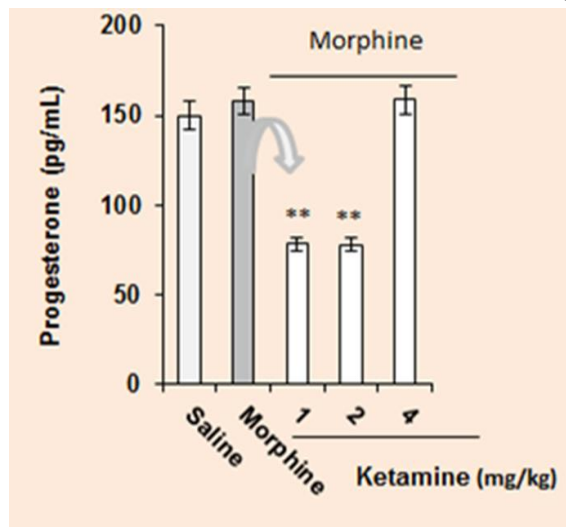 200
Morphine
150
100
** **
50
0
Progesterone (pg/mL)
Saline
Morphine
1
2
4
Ketamine (mg/kg)